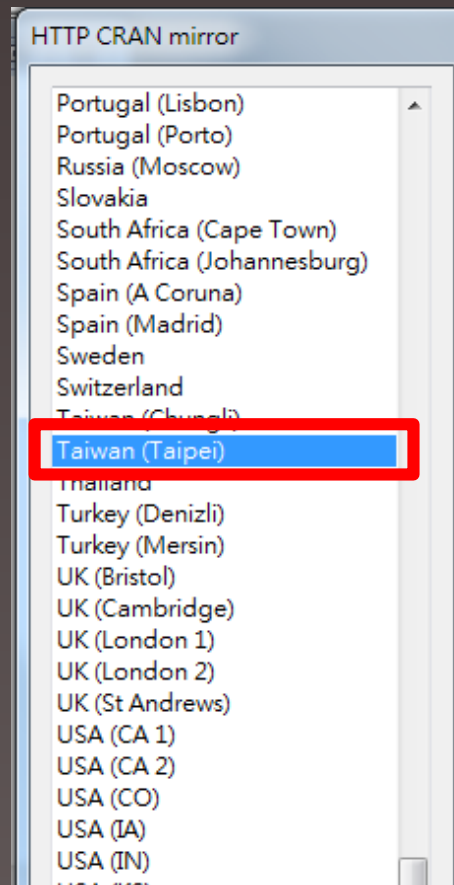 HTTP CRAN mirror
Portugal (Lisbon)
Portugal (Porto)
Russia (Moscow)
Slovakia
South Africa (Cape Town)
South Africa (Johannesburg)
Spain (A Coruna)
Spain (Madrid)
Sweden
Switzerland
Taiwan (Chungli)
Taiwan (Taipei)
Thailand
Turkey (Denizli)
Turkey (Mersin)
UK (Bristol)
UK (Cambridge)
UK (London 1)
UK (London 2)
UK (St Andrews)
USA (CA 1)
USA (CA 2)
USA (CO)
USA (IA)
USA (IN)